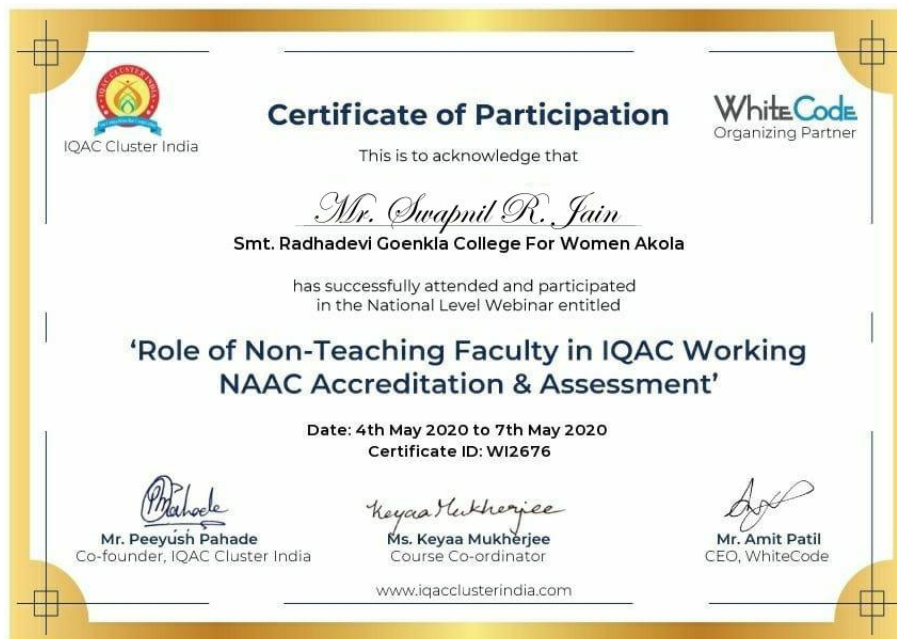 IQAC CLUSTER INDIA
IQAC Cluster India
Certificate of Participation
WhiteCode
Organizing Partner
This is to acknowledge that
Mr. Swapnil R. Jain
Smt. Radhadevi Goenkla College For Women Akola
has successfully attended and participated
in the National Level Webinar entitled
‘Role of Non-Teaching Faculty in IQAC Working
NAAC Accreditation & Assessment’
Date: 4th May 2020 to 7th May 2020
Certificate ID: WI2676
PMahade
Keyaa Mukherjee
Mr. Peeyush Pahade
Co-founder, IQAC Cluster India
Ms. Keyaa Mukherjee
Course Co-ordinator
Mr. Amit Patil
CEO, WhiteCode
www.iqacclusterindia.com